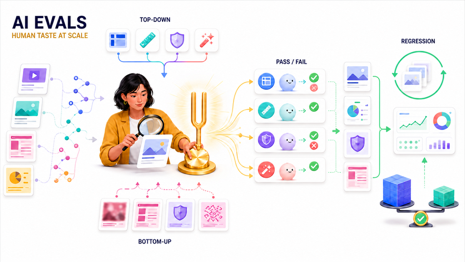 AI EVALS
HUMAN TASTE AT SCALE
TOP-DOWN
PASS / FAIL
REGRESSION
BOTTOM-UP